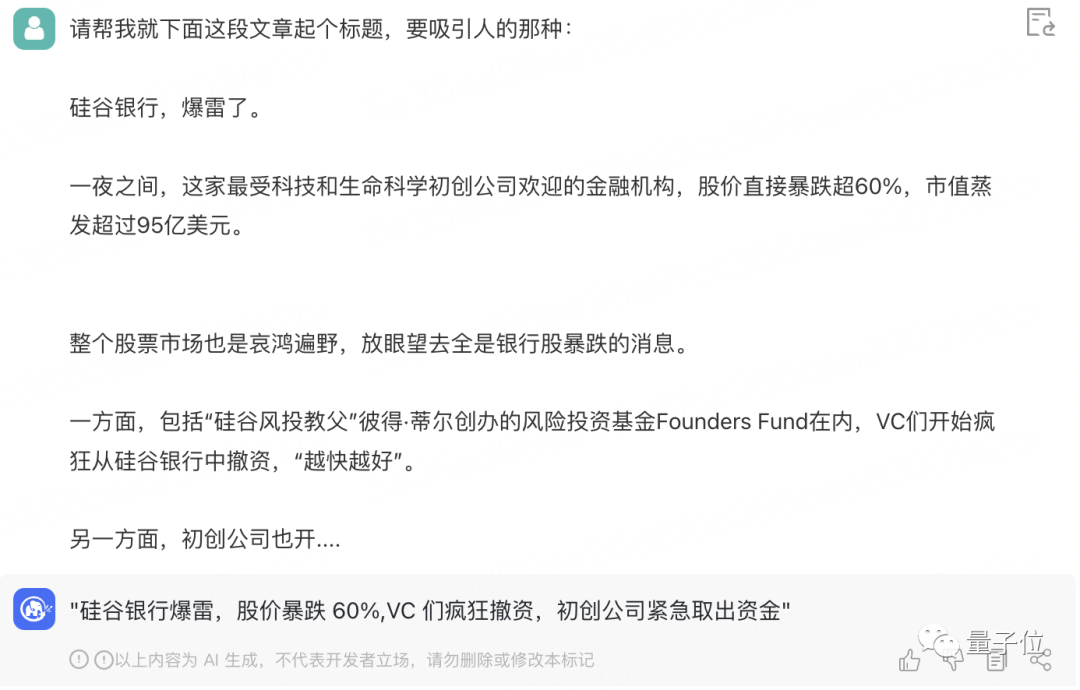 请帮我就下面这段文章起个标题，要吸引人的那种：
硅谷银行，爆雷了。
一夜之间，这家最受科技和生命科学初创公司欢迎的金融机构，股价直接暴跌超60%，市值蒸
发超过95亿美元。
整个股票市场也是哀鸿遍野，放眼望去全是银行股暴跌的消息。
一方面，包括“硅谷风投教父”彼得·蒂尔创办的风险投资基金Founders Fund在内，VC们开始疯
狂从硅谷银行中撤资，“越快越好”。
另一方面，初创公司也开....
"硅谷银行爆雷，股价暴跌 60%,VC 们疯狂撤资，初创公司紧急取出资金"
以上内容为 AI 生成，不代表开发者立场，请勿删除或修改本标记
量子位